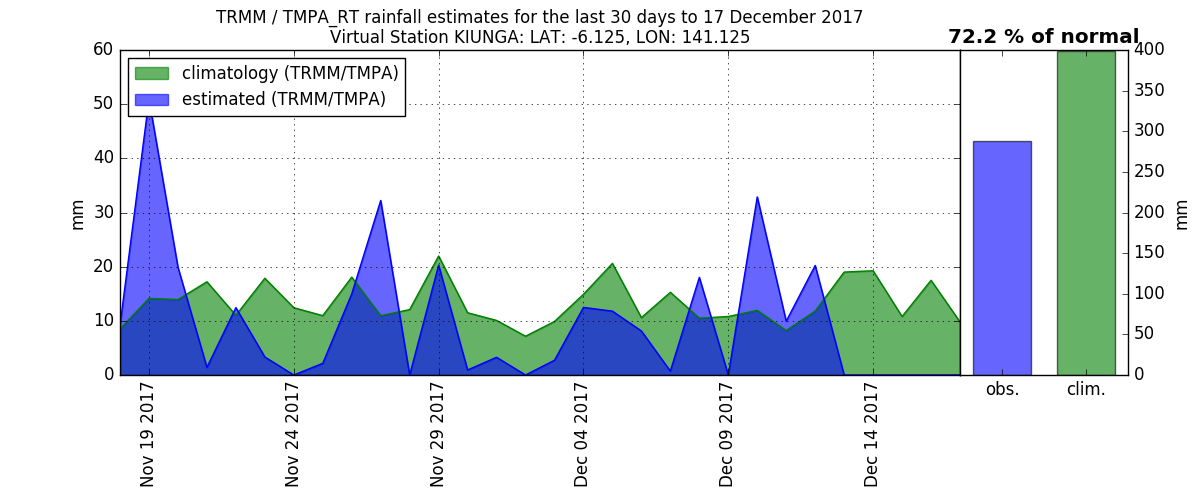 TRMM / TMPA_RT rainfall estimates for the last 30 days to 17 December 2017
Virtual Station KIUNGA: LAT: -6.125, LON: 141.125
72.2 % of normal
climatology (TRMM/TMPA)
estimated (TRMM/TMPA)
60
50
40
30
20
10
0
mm
Nov 19 2017
Nov 24 2017
Nov 29 2017
Dec 04 2017
Dec 09 2017
Dec 14 2017
400
350
300
250
200
150
100
50
0
mm
obs.
clim.